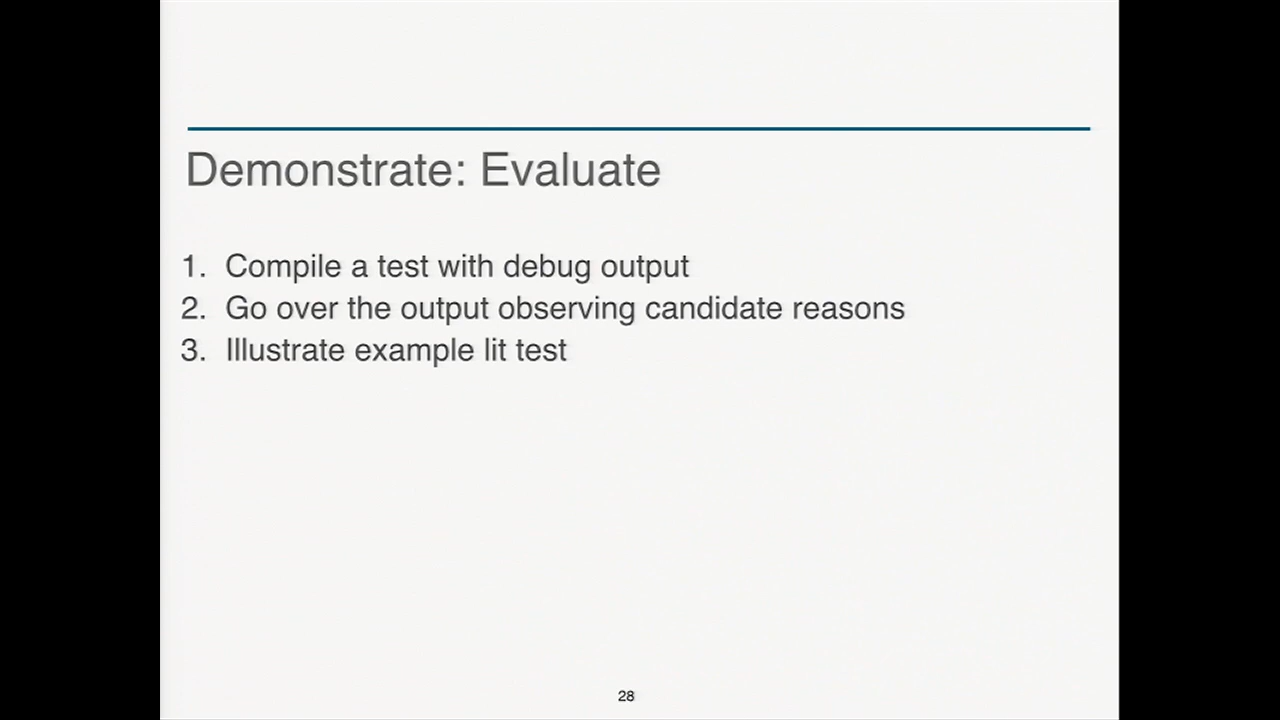 Demonstrate: Evaluate
1. Compile a test with debug output
2. Go over the output observing candidate reasons
3. Illustrate example lit test
28